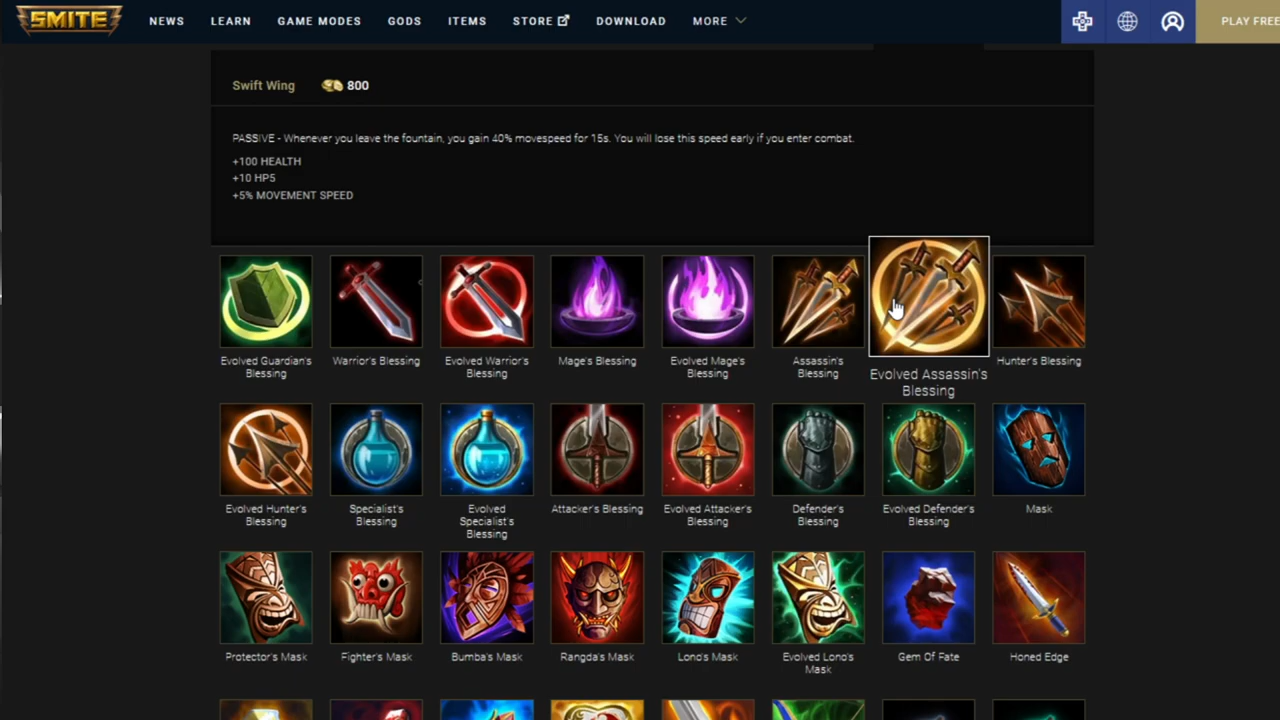 SMITE
NEWS
LEARN
GAME MODES
GODS
ITEMS
STORE
DOWNLOAD
MORE
PLAY FREE
Swift Wing
800
PASSIVE - Whenever you leave the fountain, you gain 40% movespeed for 15s. You will lose this speed early if you enter combat.
+100 HEALTH
+10 HP5
+5% MOVEMENT SPEED
Evolved Guardian's
Blessing
Warrior's Blessing
Evolved Warrior's
Blessing
Mage's Blessing
Evolved Mage's
Blessing
Assassin's
Blessing
Evolved Assassin's
Blessing
Hunter's Blessing
Evolved Hunter's
Blessing
Specialist's
Blessing
Evolved
Specialist's
Blessing
Attacker's Blessing
Evolved Attacker's
Blessing
Defender's
Blessing
Evolved Defender's
Blessing
Mask
Protector's Mask
Fighter's Mask
Bumba's Mask
Rangda's Mask
Lono's Mask
Evolved Lono's
Mask
Gem Of Fate
Honed Edge